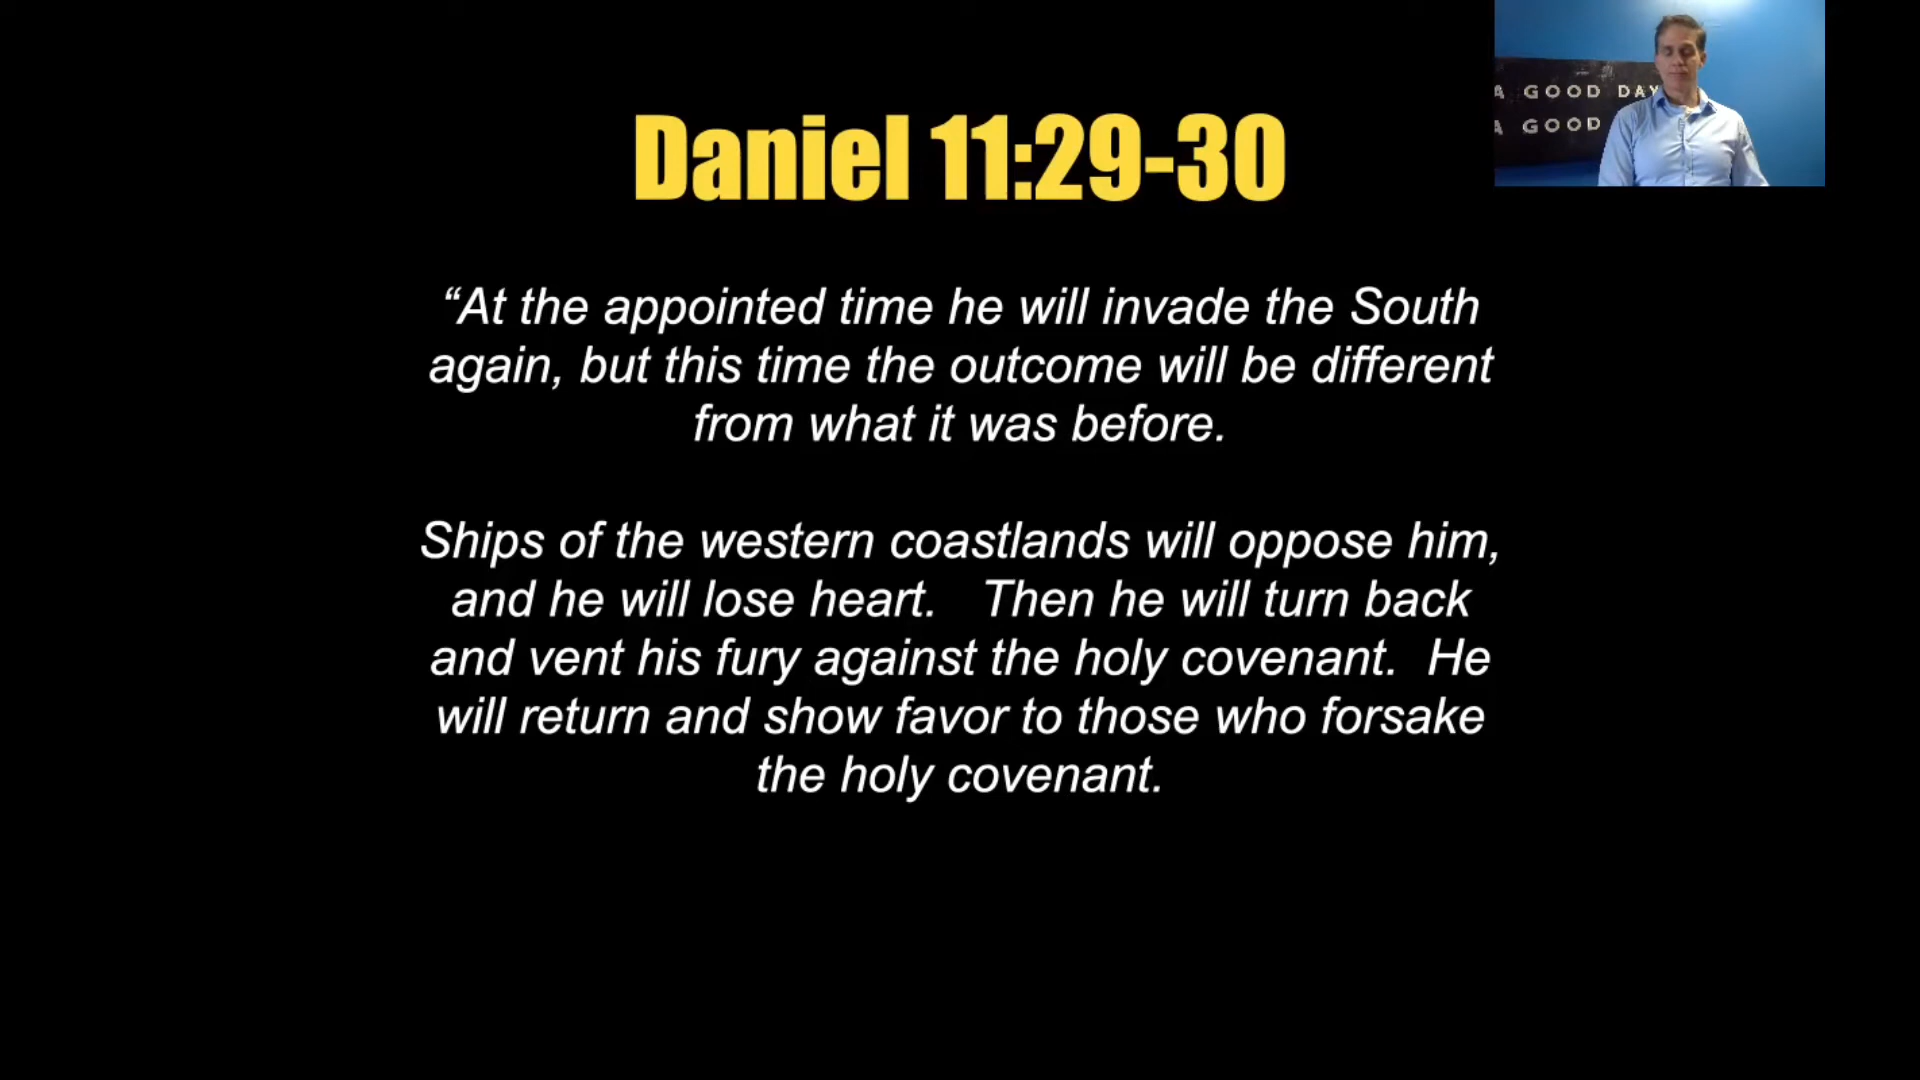 Daniel 11:29-30
A GOOD DAY
A GOOD
“At the appointed time he will invade the South
again, but this time the outcome will be different
from what it was before.
Ships of the western coastlands will oppose him,
and he will lose heart. Then he will turn back
and vent his fury against the holy covenant. He
will return and show favor to those who forsake
the holy covenant.